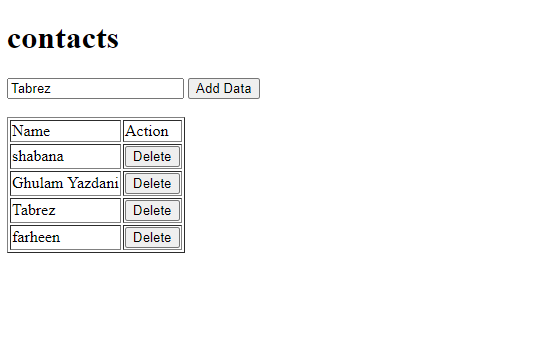 contacts
Tabrez Add Data
Name Action
shabana Delete
Ghulam Yazdani Delete
Tabrez Delete
farheen Delete